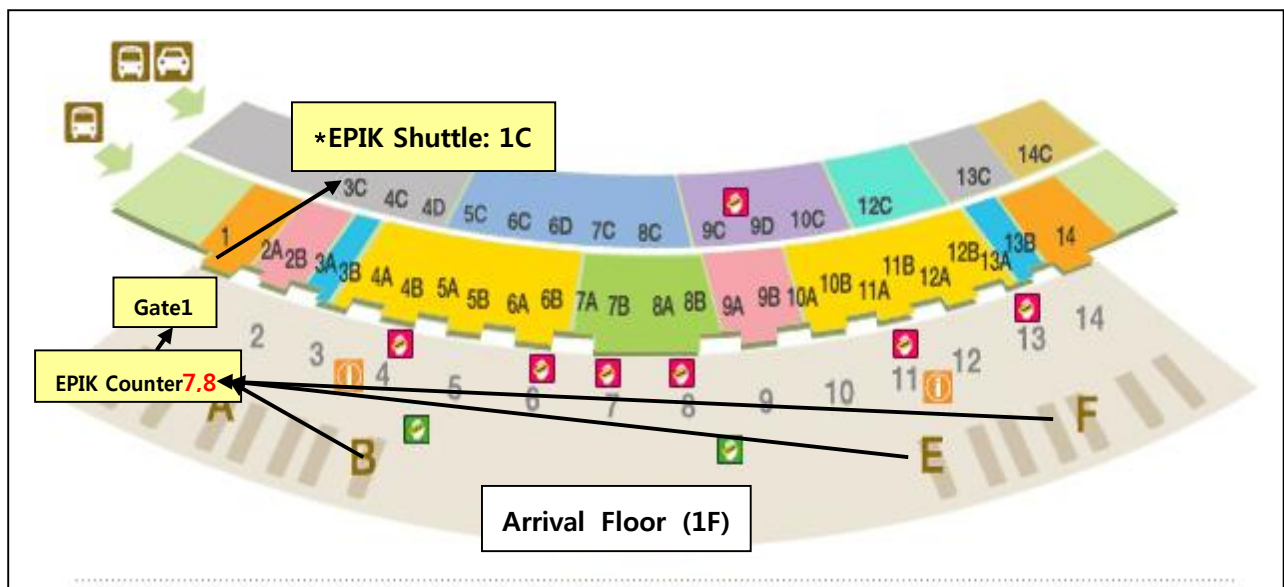 *EPIK Shuttle: 1C
3C 4C 4D 5C 6C 6D 7C 8C 9C 9D 10C 12C 13C 14C
1 2A 2B 3A 3B 4A 4B 5A 5B 6A 6B 7A 7B 8A 8B 9A 9B 10A 10B 11A 11B 12A 12B 13A 13B 14
Gate1
2 3 4 5 6 7 8 9 10 11 12 13 14
EPIK Counter7,8
A B E F
Arrival Floor (1F)